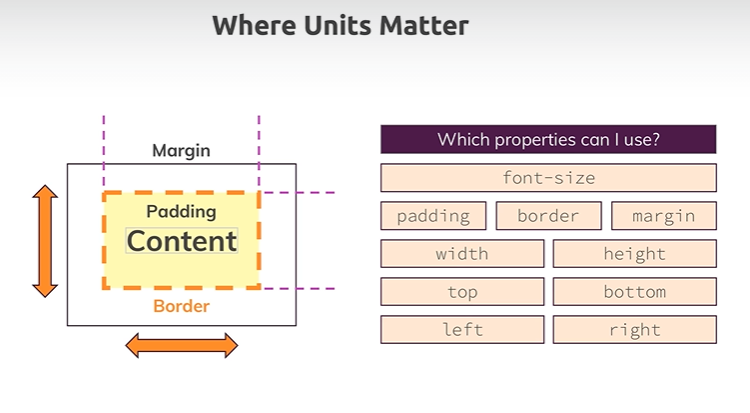 Where Units Matter
Margin
Padding
Content
Border
Which properties can I use?
font-size
padding border margin
width height
top bottom
left right